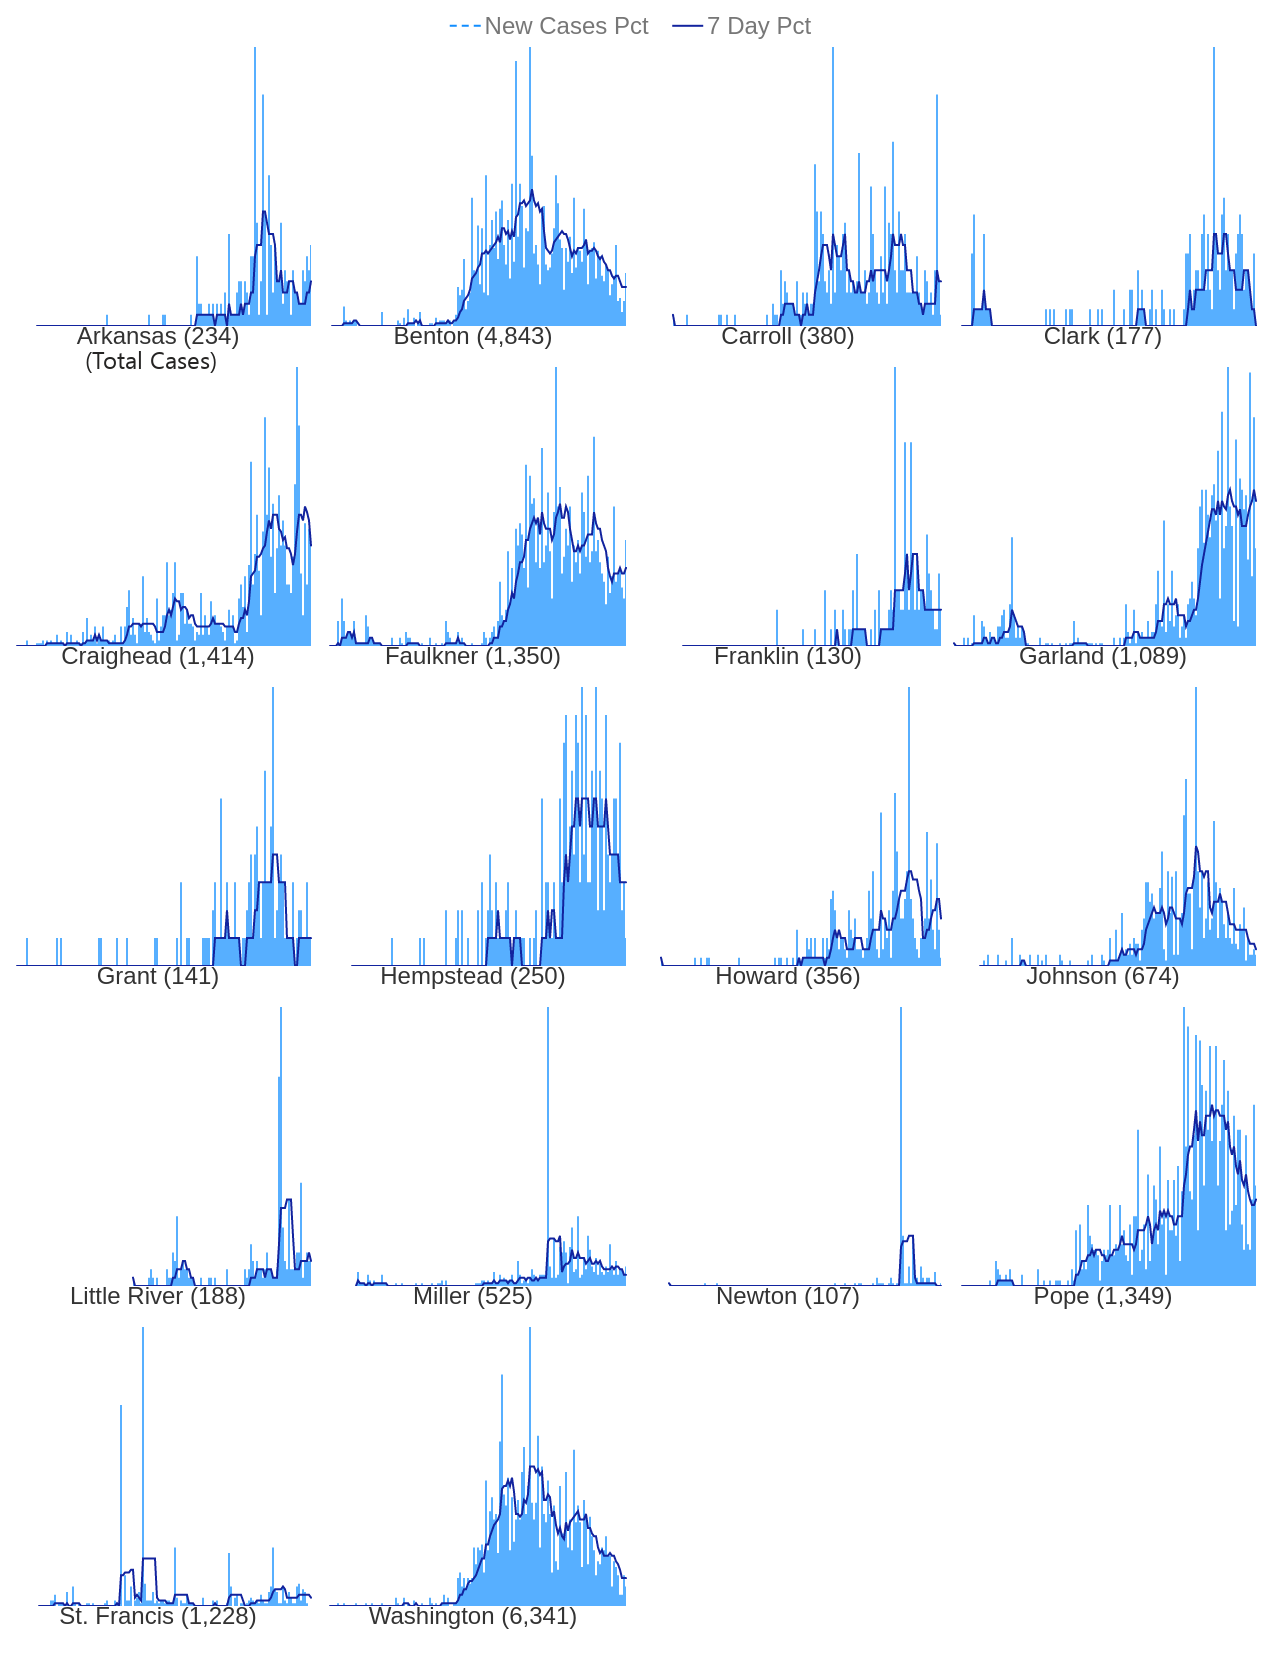 New Cases Pct 7 Day Pct
Arkansas (234) Benton (4,843) Carroll (380) Clark (177)
(Total Cases)
Craighead (1,414) Faulkner (1,350) Franklin (130) Garland (1,089)
Grant (141) Hempstead (250) Howard (356) Johnson (674)
Little River (188) Miller (525) Newton (107) Pope (1,349)
St. Francis (1,228) Washington (6,341)